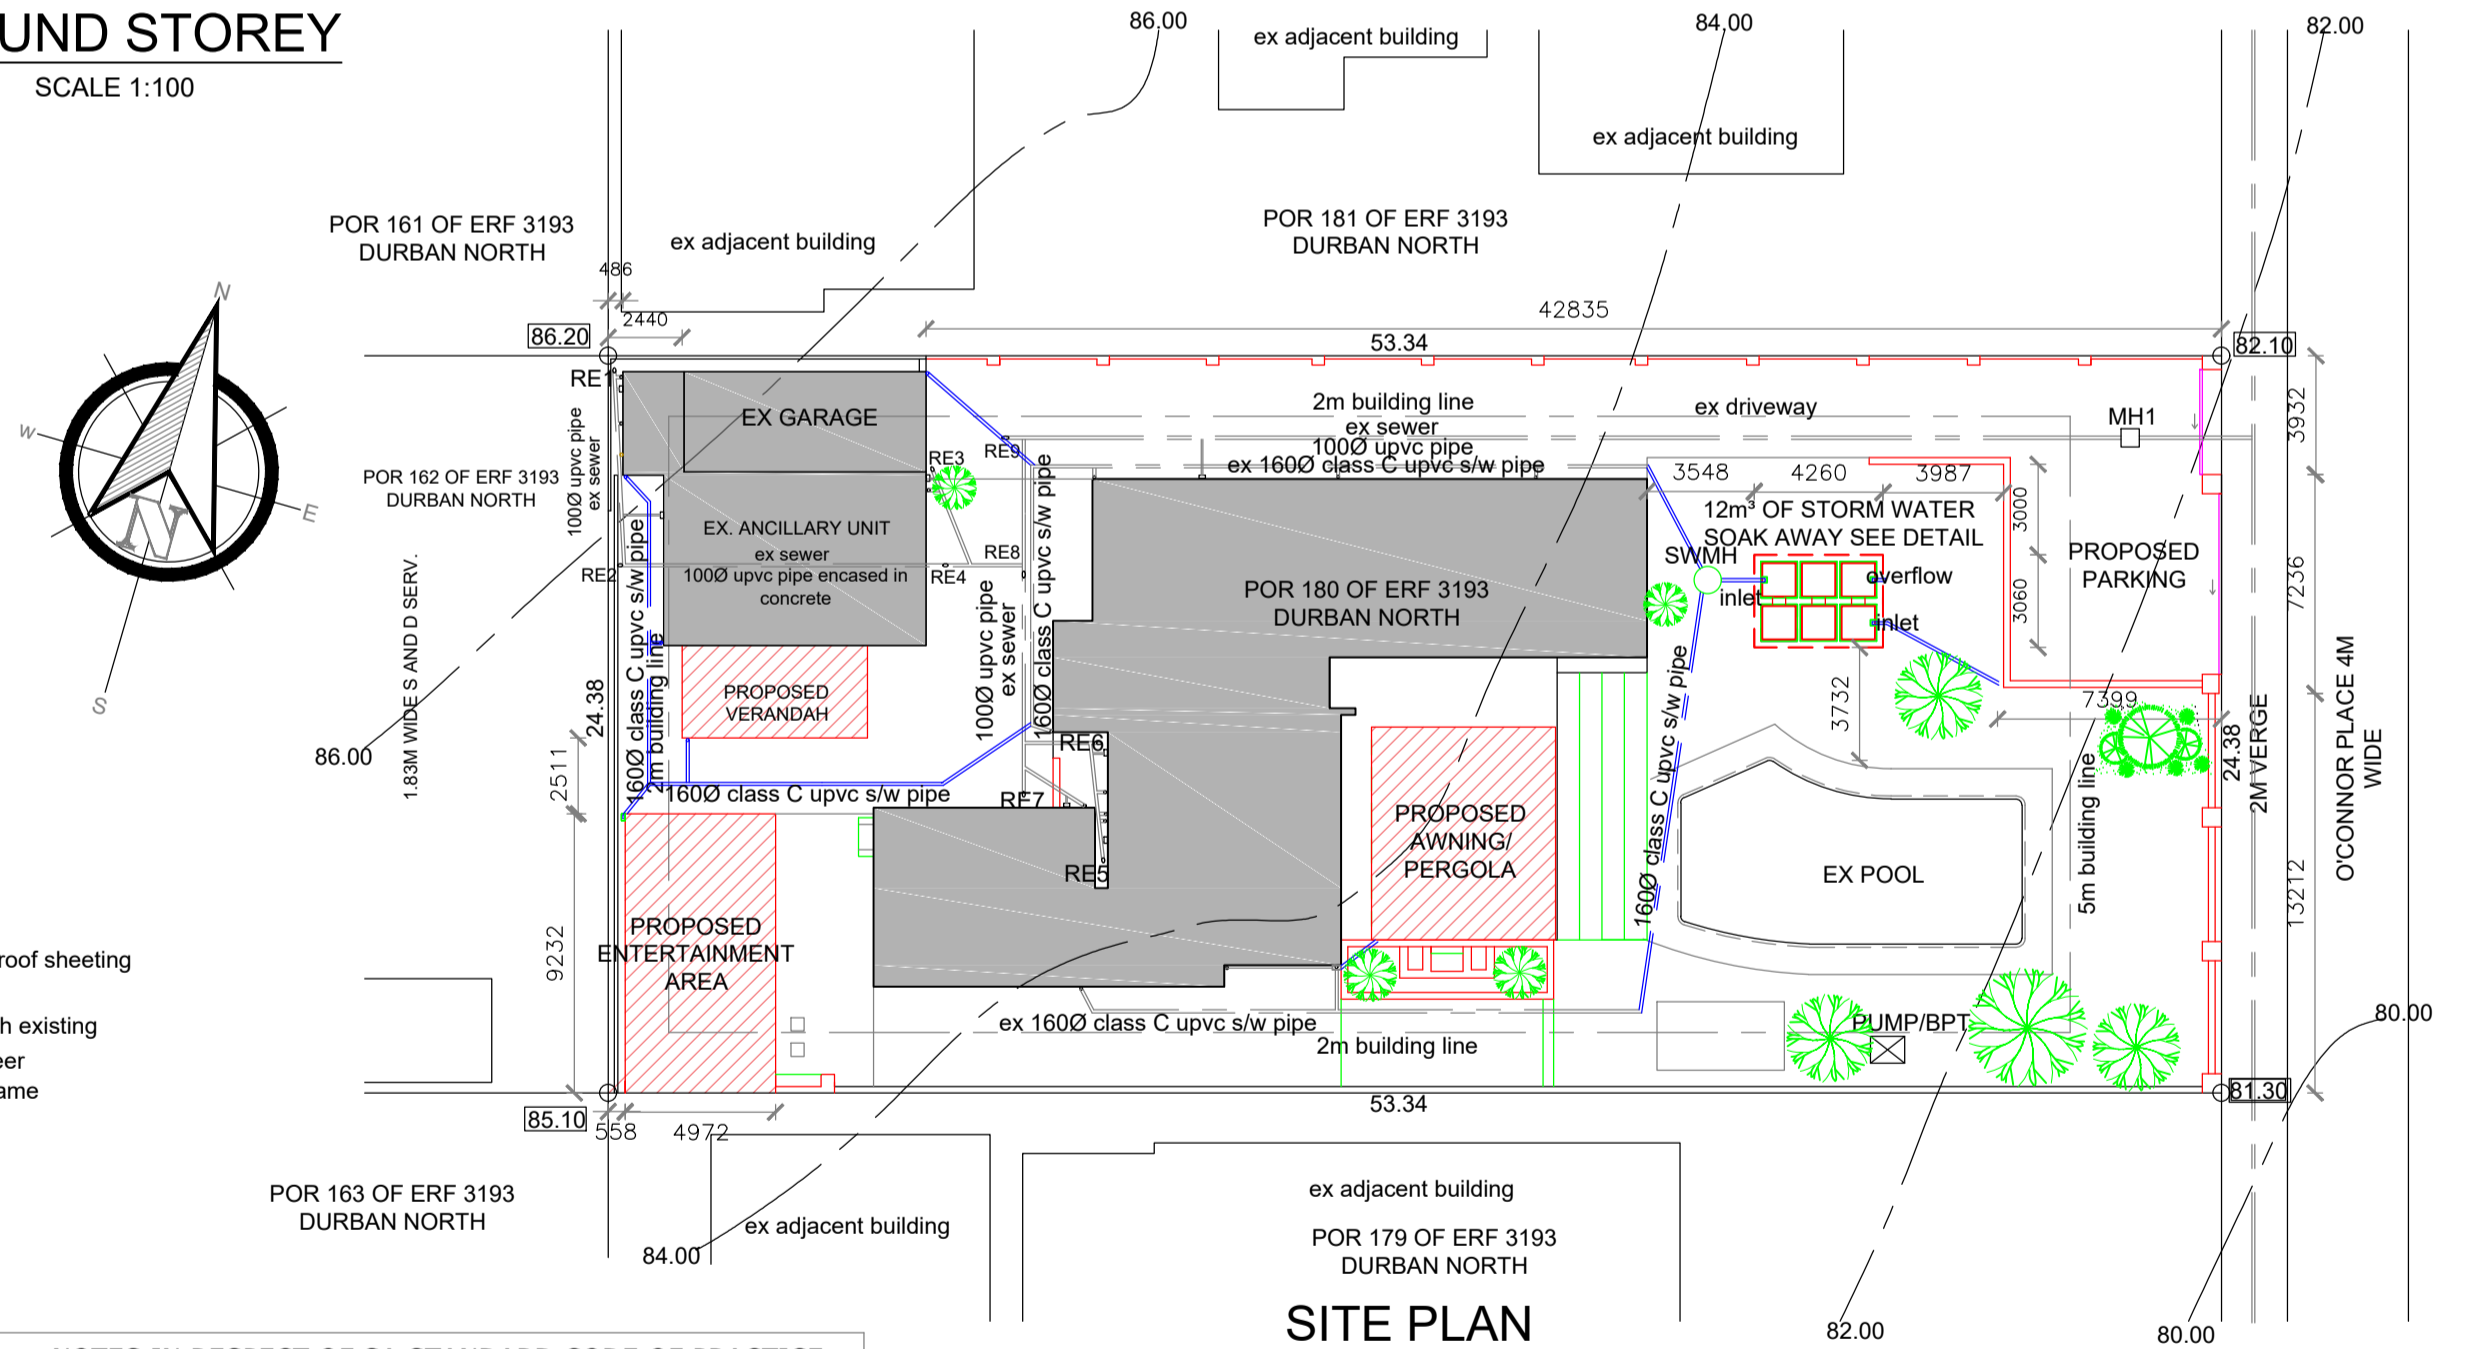 UND STOREY
SCALE 1:100
86.00
ex adjacent building
84.00
82.00
ex adjacent building
POR 161 OF ERF 3193
DURBAN NORTH
ex adjacent building
POR 181 OF ERF 3193
DURBAN NORTH
486
2440
42835
86.20
53.34
82.10
N
W
E
S
N
RE1
EX GARAGE
2m building line
ex driveway
MH1
3932
ex sewer
100Ø upvc pipe
ex 160Ø class C upvc s/w pipe
RE3
RE9
POR 162 OF ERF 3193
DURBAN NORTH
100Ø upvc pipe
ex sewer
3548
4260
3987
3000
3060
12m³ OF STORM WATER
SOAK AWAY SEE DETAIL
EX. ANCILLARY UNIT
ex sewer
100Ø upvc pipe encased in
concrete
RE8
RE2
RE4
SWMH
inlet
overflow
inlet
PROPOSED
PARKING
7236
POR 180 OF ERF 3193
DURBAN NORTH
1.83M WIDE S AND D SERV.
160Ø class C upvc s/w pipe
2m building line
100Ø upvc pipe
ex sewer
160Ø class C upvc s/w pipe
PROPOSED
VERANDAH
24.38
86.00
2511
RE6
3732
7399
160Ø class C upvc s/w pipe
24.38
2M VERGE
O'CONNOR PLACE 4M
WIDE
160Ø class C upvc s/w pipe
RE7
PROPOSED
AWNING/
PERGOLA
RE5
EX POOL
5m building line
13212
PROPOSED
ENTERTAINMENT
AREA
9232
roof sheeting
h existing
eer
ame
ex 160Ø class C upvc s/w pipe
2m building line
PUMP/BPT
80.00
85.10
558
4972
53.34
81.30
POR 163 OF ERF 3193
DURBAN NORTH
ex adjacent building
ex adjacent building
POR 179 OF ERF 3193
DURBAN NORTH
84.00
SITE PLAN
82.00
80.00